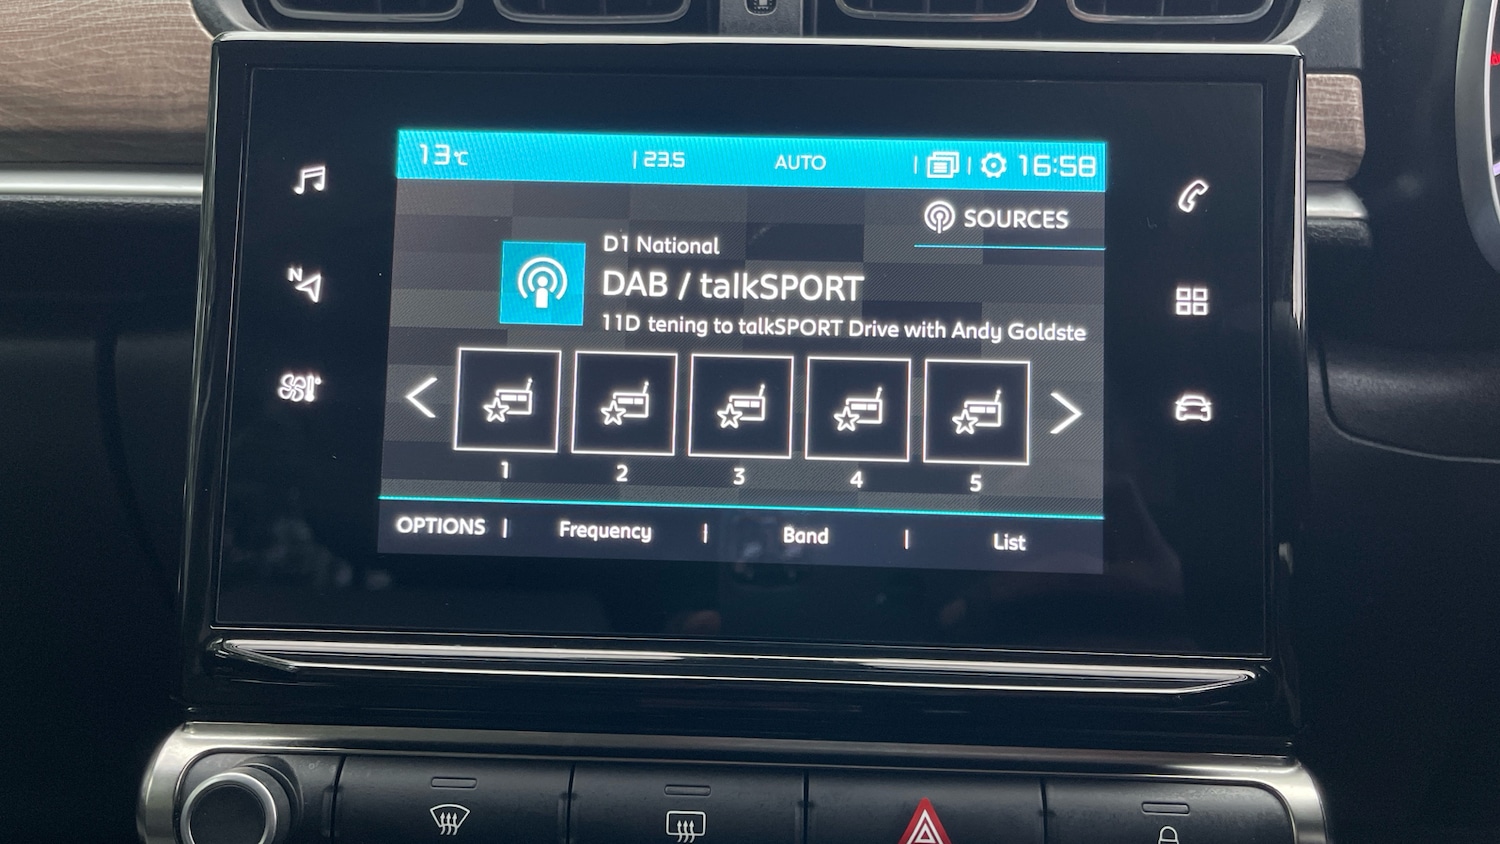 13°C | 23.5 AUTO | | 16:58
SOURCES
D1 National
DAB / talkSPORT
11D tening to talkSPORT Drive with Andy Goldste
1 2 3 4 5
OPTIONS | Frequency | Band | List
N